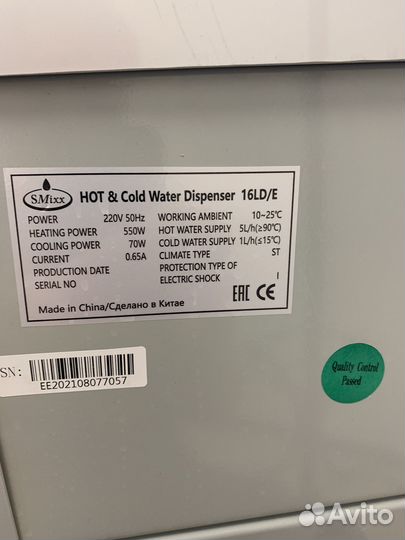 SMixx
HOT & Cold Water Dispenser 16LD/E
POWER 220V 50Hz
HEATING POWER 550W
COOLING POWER 70W
CURRENT 0.65A
PRODUCTION DATE
SERIAL NO
WORKING AMBIENT 10~25℃
HOT WATER SUPPLY 5L/h(≥90℃)
COLD WATER SUPPLY 1L/h(≤15℃)
CLIMATE TYPE ST
PROTECTION TYPE OF
ELECTRIC SHOCK I
Made in China/Сделано в Китае
EAC CE
SN:
EE202108077057
Quality Control
Passed
Avito